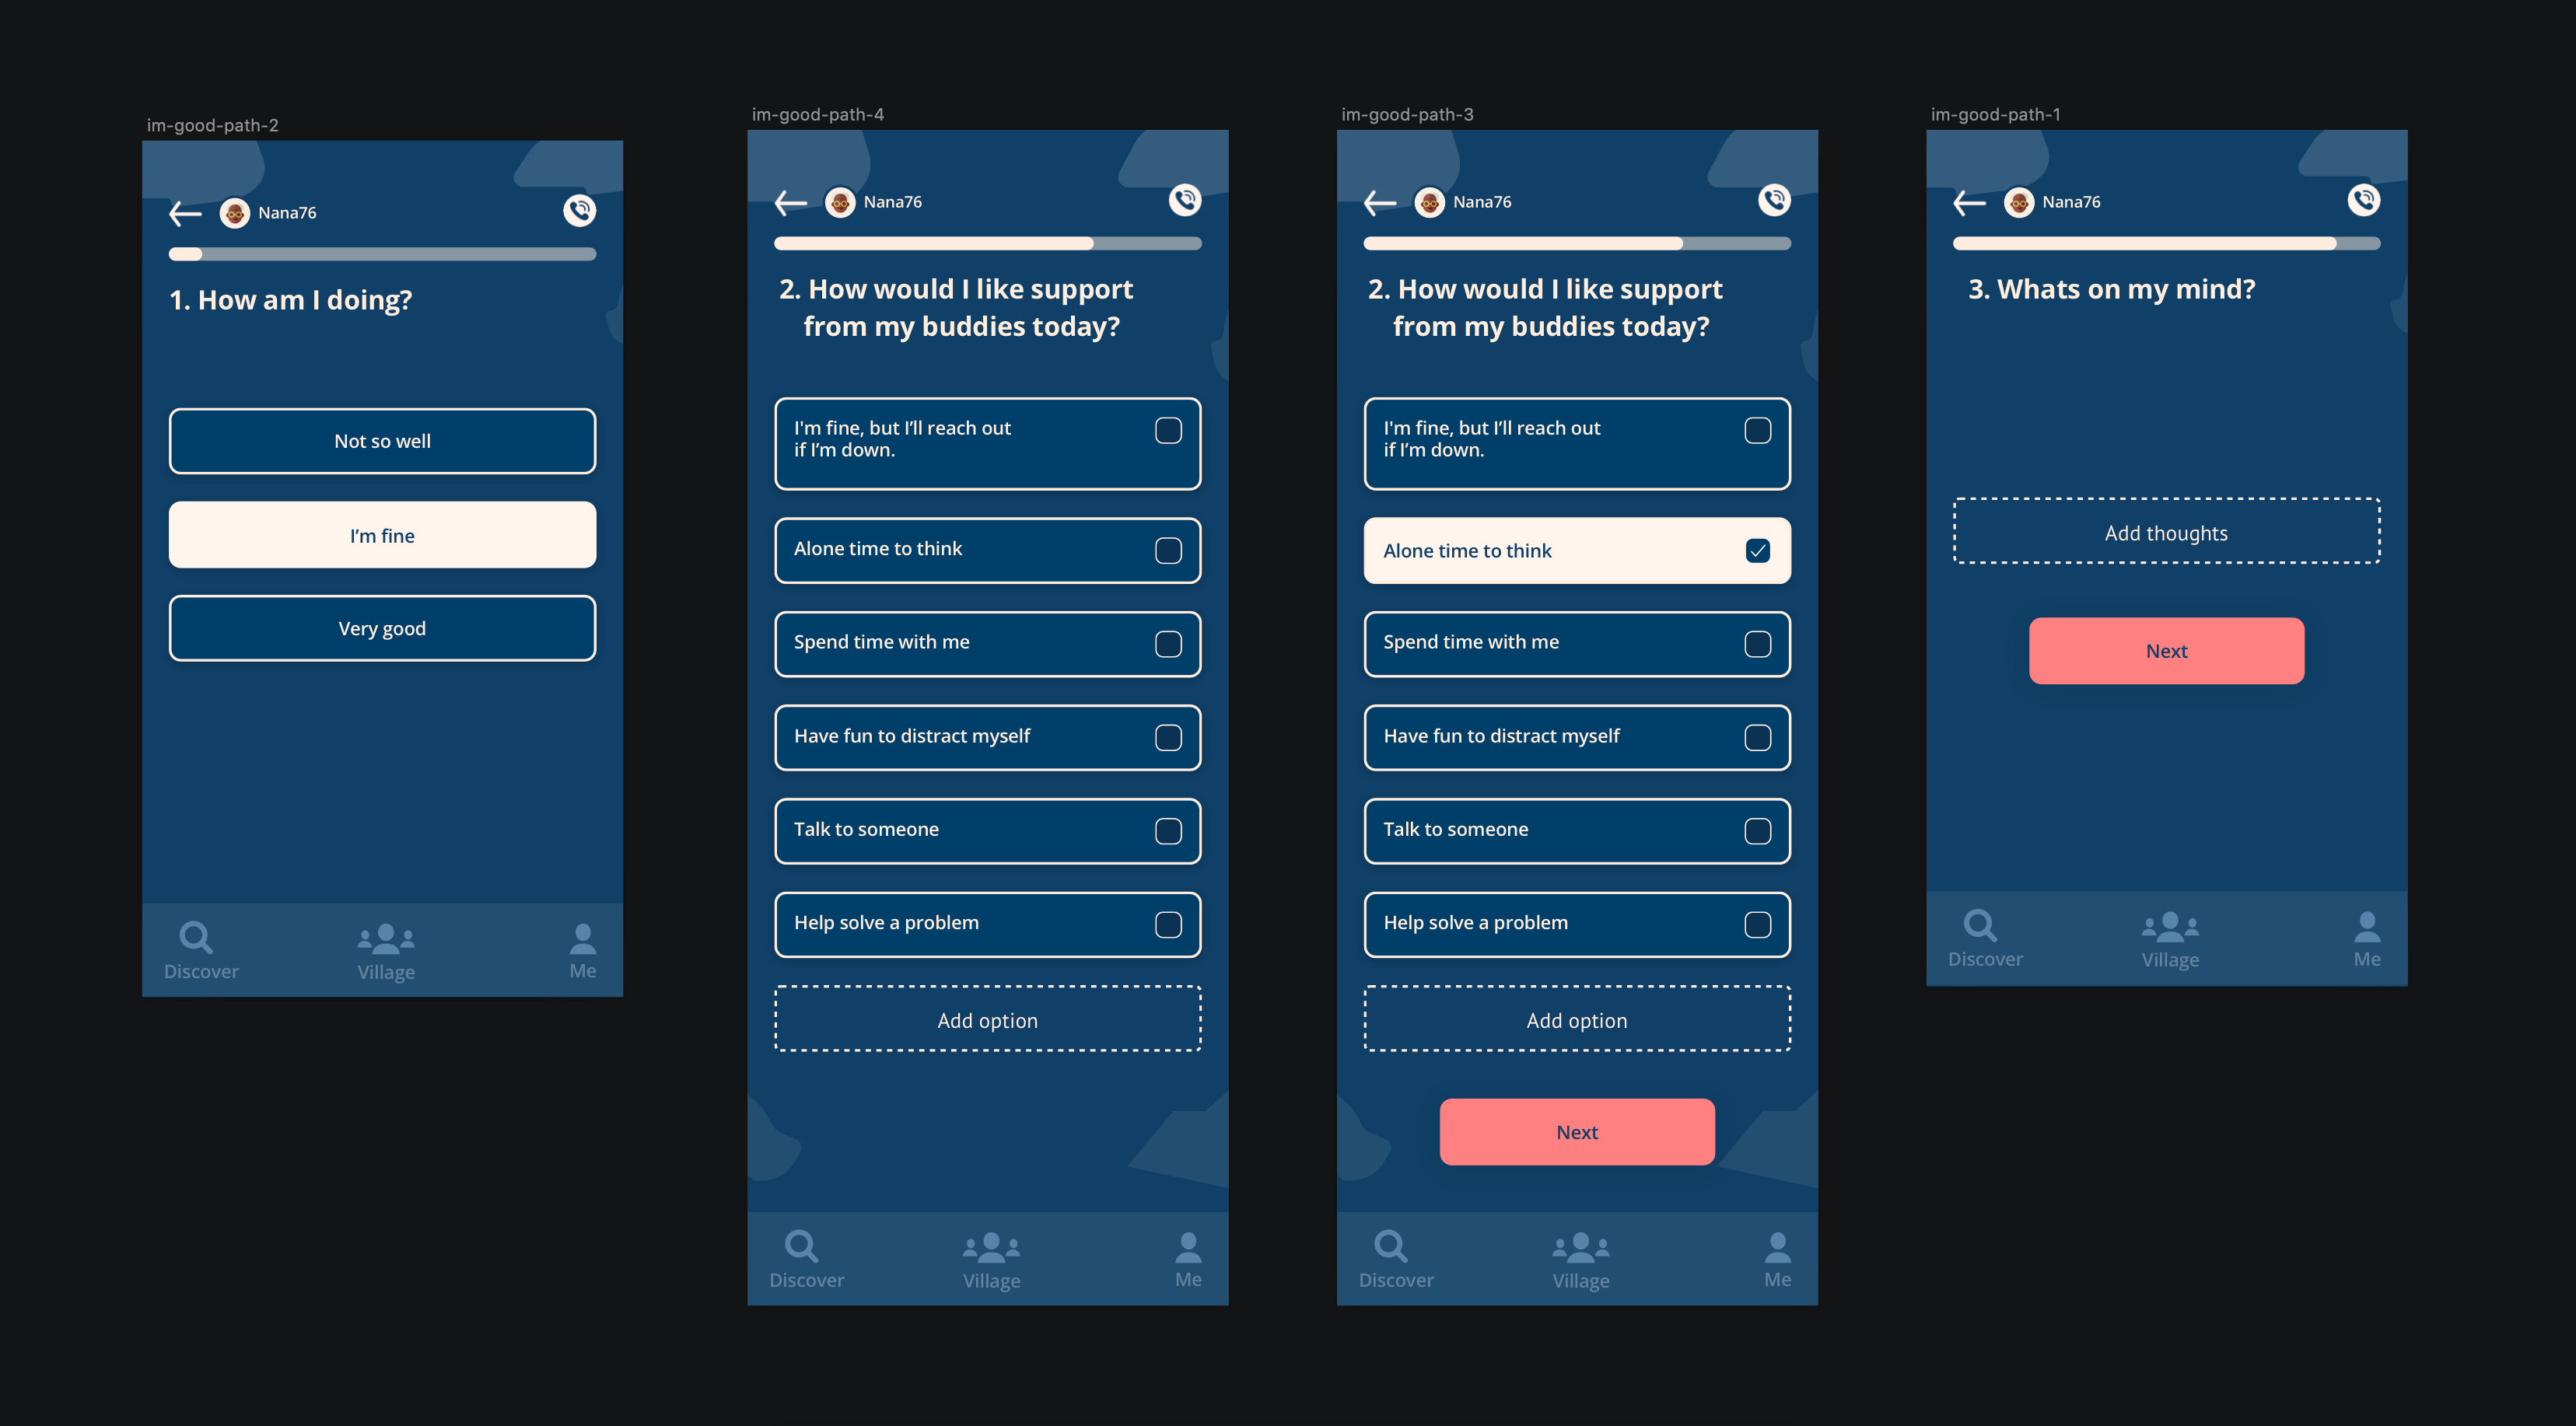 im-good-path-2
Nana76
1. How am I doing?
Not so well
I’m fine
Very good
Discover
Village
Me
im-good-path-4
Nana76
2. How would I like support
from my buddies today?
I'm fine, but I’ll reach out
if I’m down.
Alone time to think
Spend time with me
Have fun to distract myself
Talk to someone
Help solve a problem
Add option
Discover
Village
Me
im-good-path-3
Nana76
2. How would I like support
from my buddies today?
I'm fine, but I’ll reach out
if I’m down.
Alone time to think
Spend time with me
Have fun to distract myself
Talk to someone
Help solve a problem
Add option
Next
Discover
Village
Me
im-good-path-1
Nana76
3. Whats on my mind?
Add thoughts
Next
Discover
Village
Me